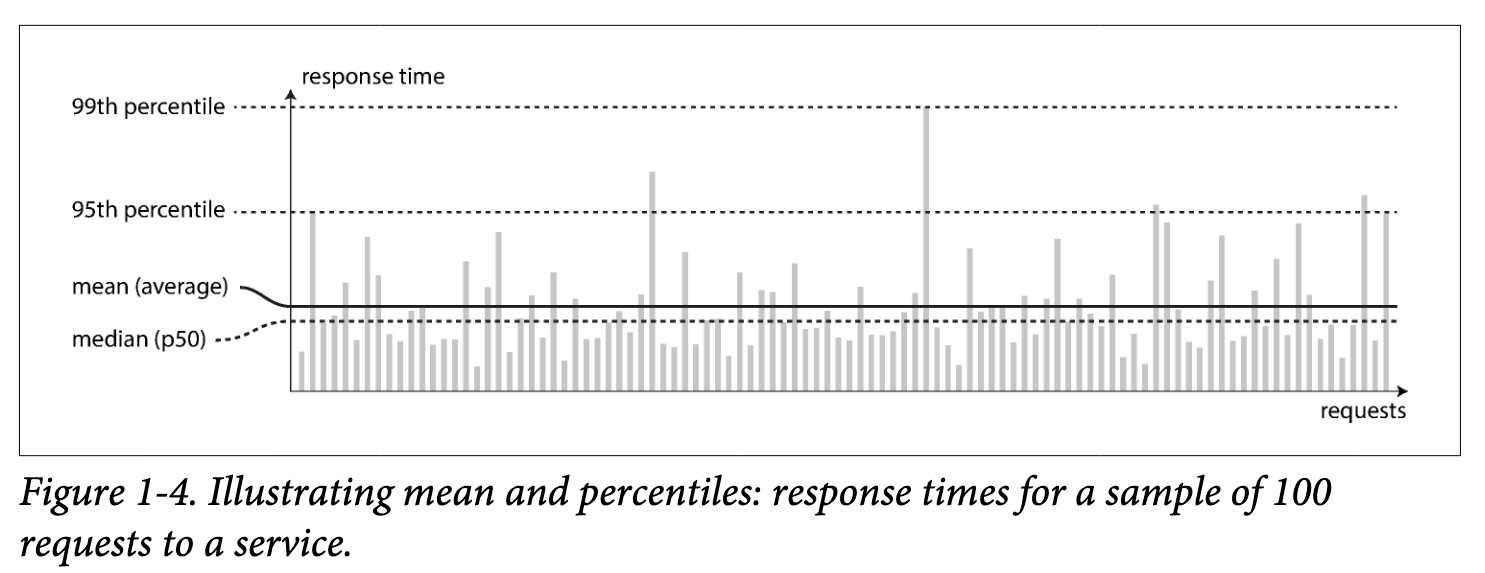 response time
99th percentile
95th percentile
mean (average)
median (p50)
requests
Figure 1-4. Illustrating mean and percentiles: response times for a sample of 100
requests to a service.